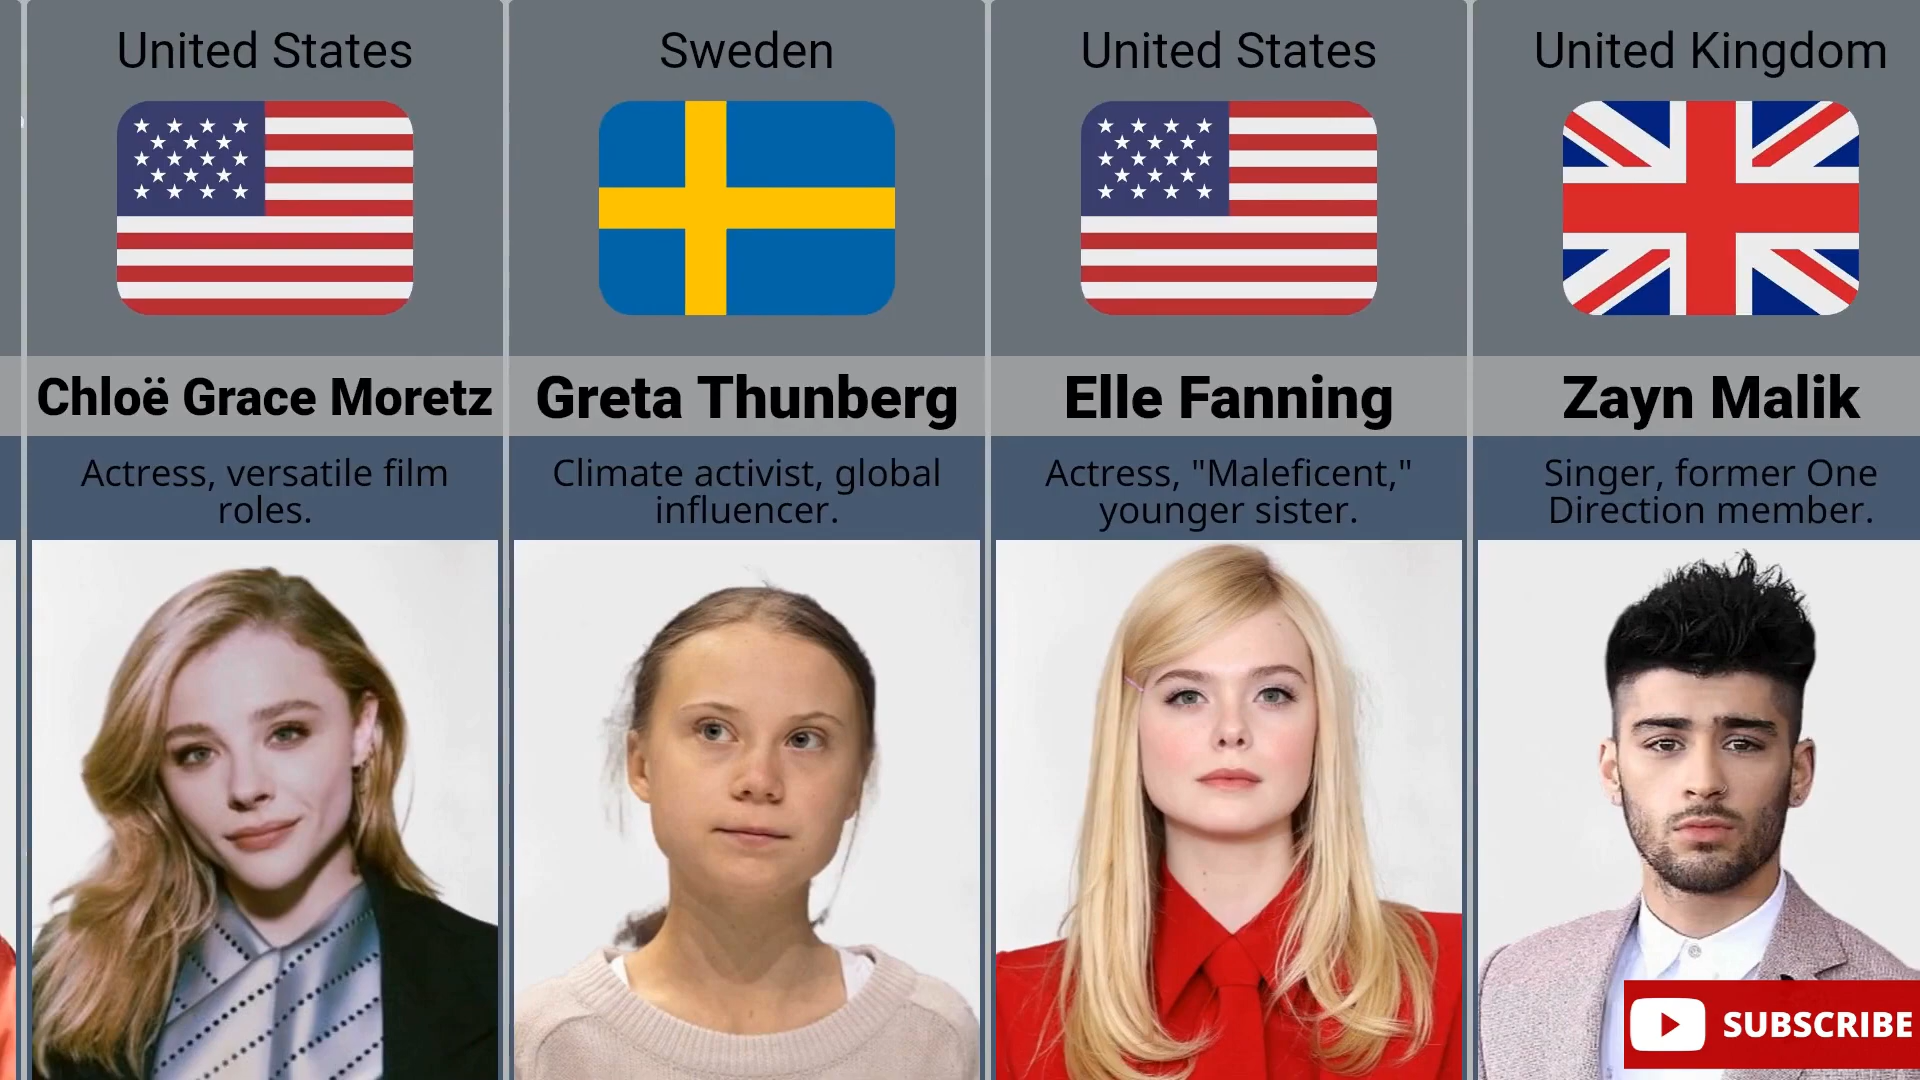 United States
Sweden
United States
United Kingdom
Chloë Grace Moretz
Greta Thunberg
Elle Fanning
Zayn Malik
Actress, versatile film
roles.
Climate activist, global
influencer.
Actress, "Maleficent,"
younger sister.
Singer, former One
Direction member.
SUBSCRIBE